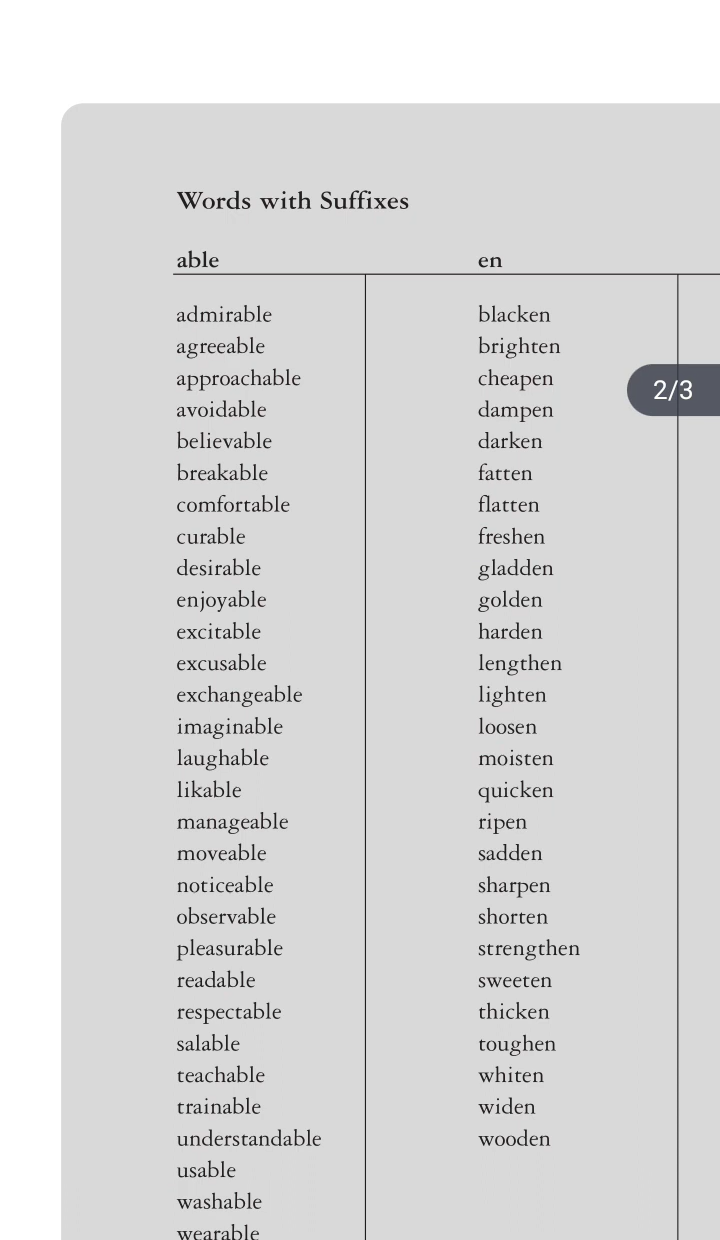 Words with Suffixes
able en
admirable blacken
agreeable brighten
approachable cheapen
2/3
avoidable dampen
believable darken
breakable fatten
comfortable flatten
curable freshen
desirable gladden
enjoyable golden
excitable harden
excusable lengthen
exchangeable lighten
imaginable loosen
laughable moisten
likable quicken
manageable ripen
moveable sadden
noticeable sharpen
observable shorten
pleasurable strengthen
readable sweeten
respectable thicken
salable toughen
teachable whiten
trainable widen
understandable wooden
usable
washable
wearable